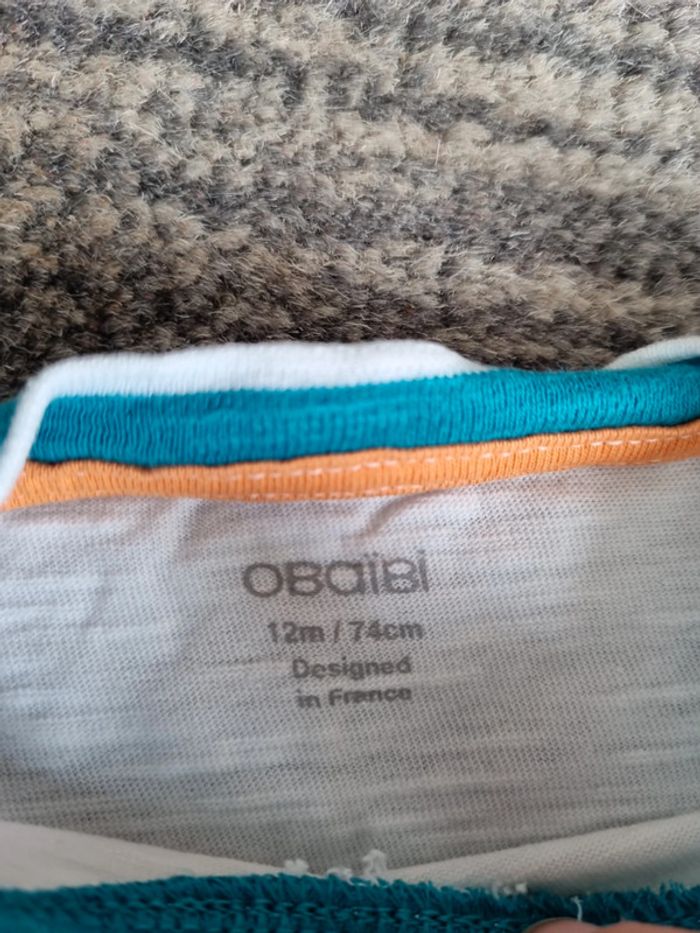 OBaïBi
12m / 74cm
Designed
in France